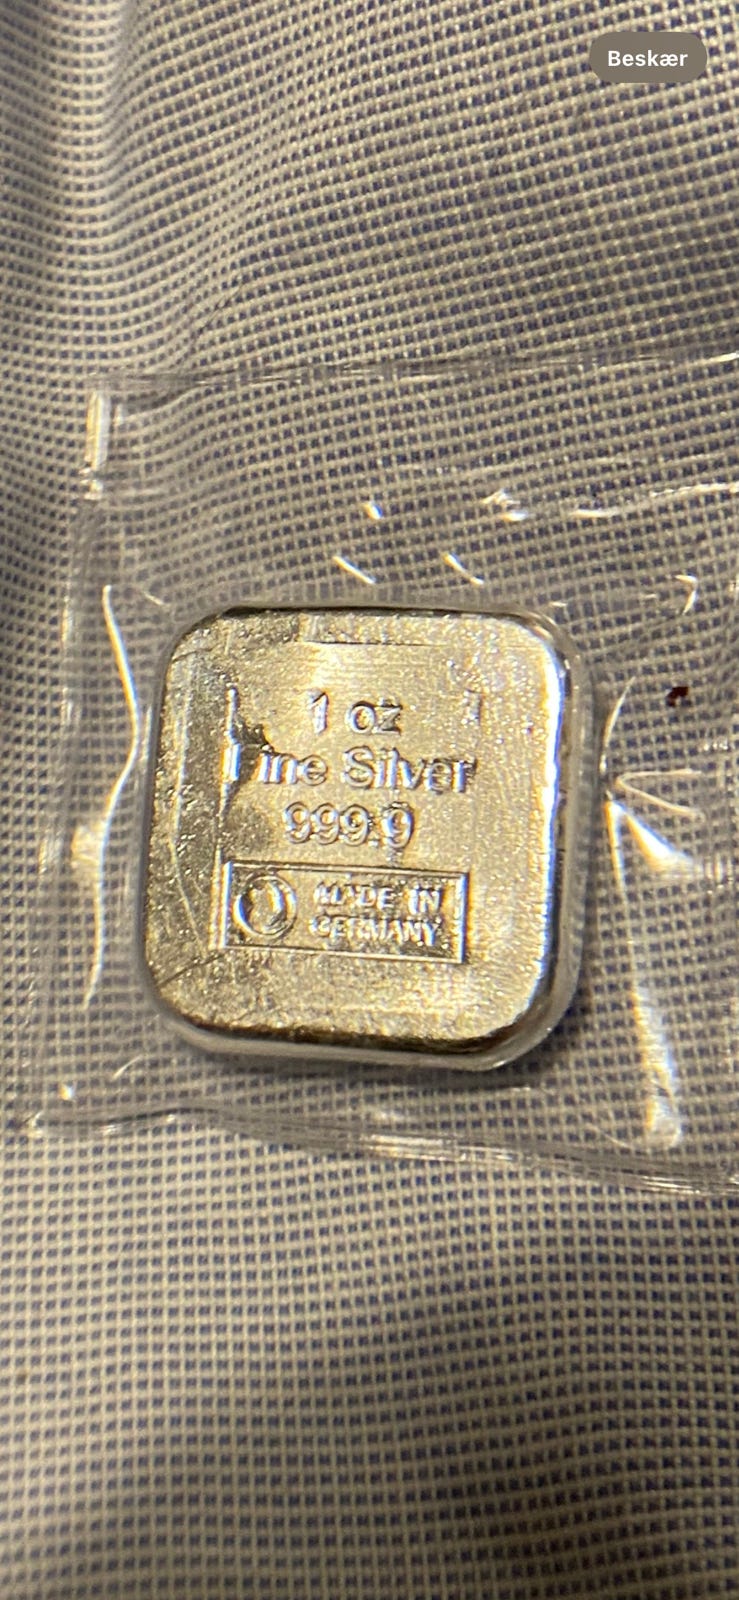 Beskær
1 oz
Fine Silver
999.9
MADE IN
GERMANY